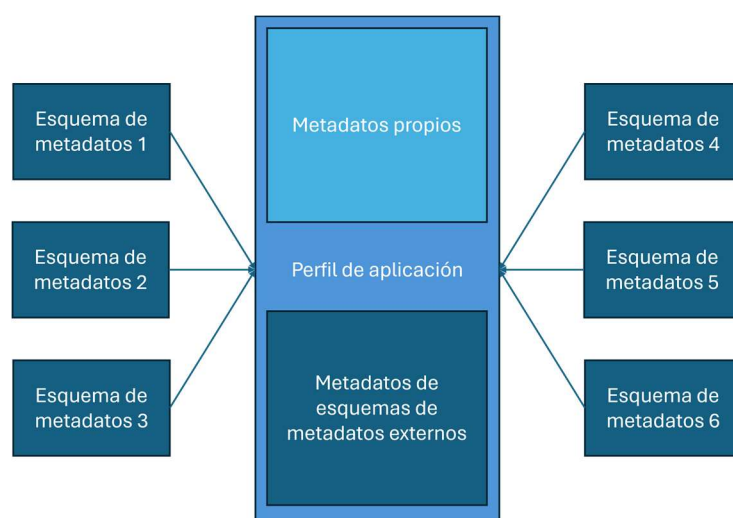 Esquema de
metadatos 1
Esquema de
metadatos 2
Esquema de
metadatos 3
Metadatos propios
Perfil de aplicación
Metadatos de
esquemas de
metadatos externos
Esquema de
metadatos 4
Esquema de
metadatos 5
Esquema de
metadatos 6